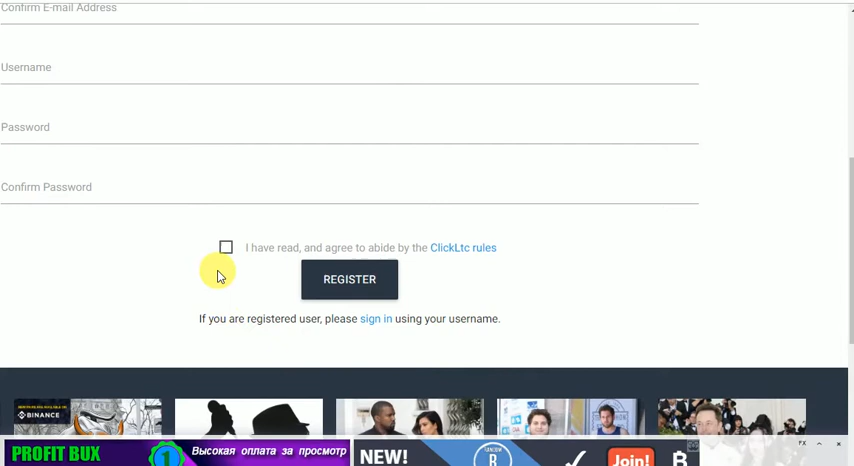 Confirm E-mail Address
Username
Password
Confirm Password
I have read, and agree to abide by the ClickLtc rules
REGISTER
If you are registered user, please sign in using your username.
BINANCE
PROFIT BUX
1
Высокая оплата за просмотр
NEW!
R
Join!